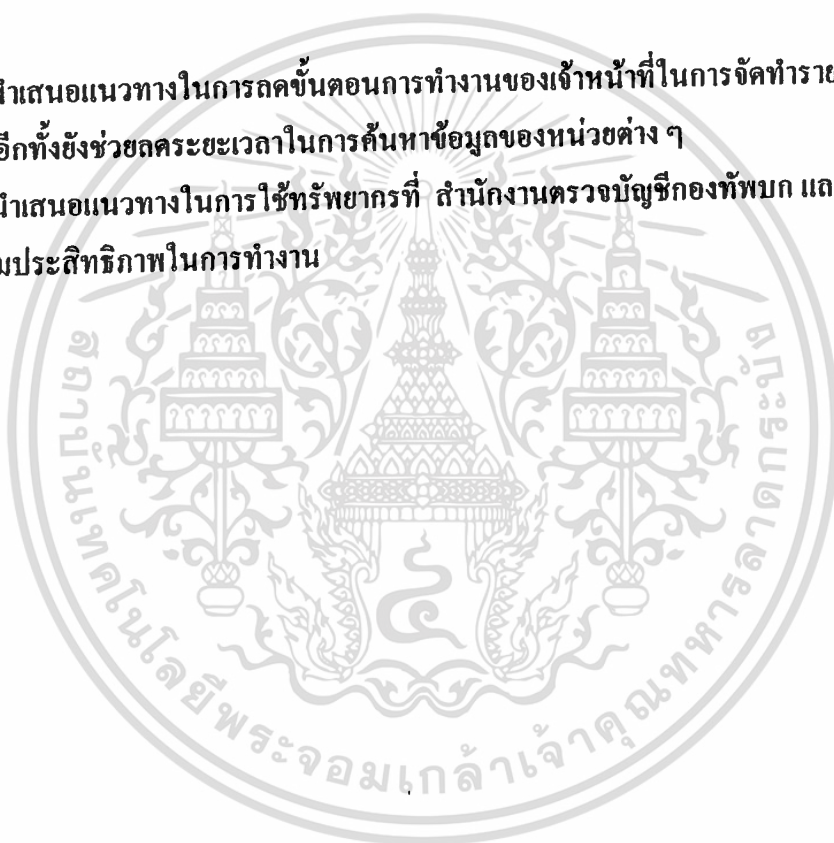 นำเสนอแนวทางในการลดขั้นตอนการทำงานของเจ้าหน้าที่ในการจัดทำราย
อีกทั้งยังช่วยลดระยะเวลาในการค้นหาข้อมูลของหน่วยต่าง ๆ
นำเสนอแนวทางในการใช้ทรัพยากรที่ สำนักงานตรวจบัญชีกองทัพบก แล
มประสิทธิภาพในการทำงาน
สถาบันเทคโนโลยีพระจอมเกล้าเจ้าคุณทหารลาดกระบัง